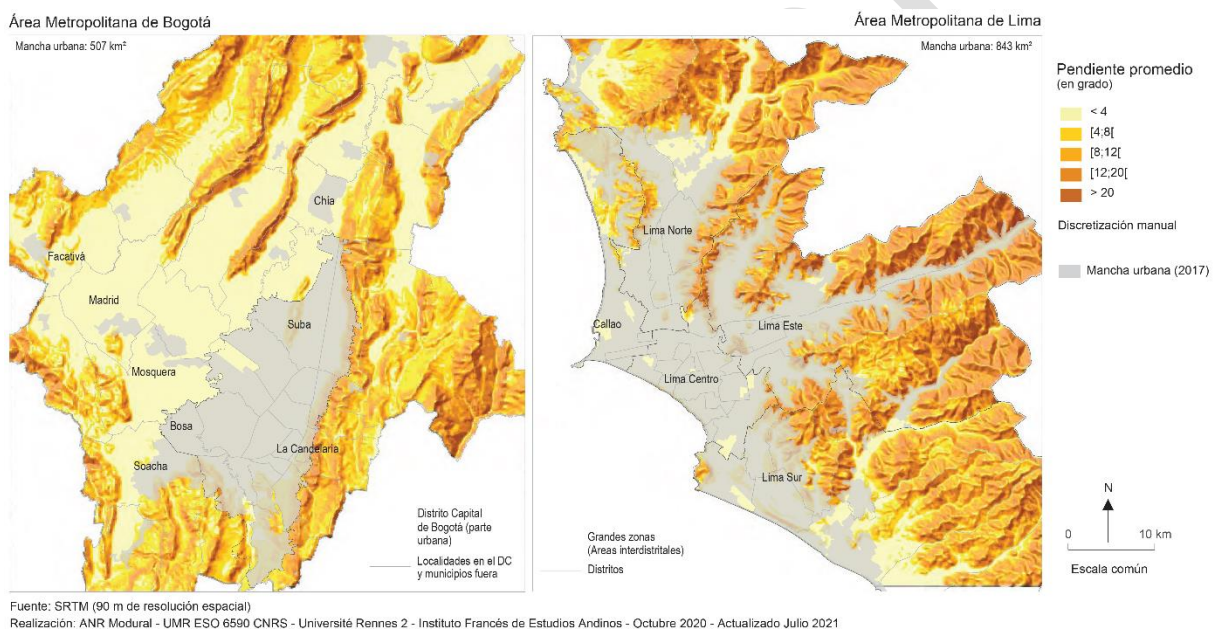 Área Metropolitana de Bogotá
Mancha urbana: 507 km²
Chía
Facativá
Madrid
Suba
Mosquera
Bosa
La Candelaria
Soacha
Distrito Capital
de Bogotá (parte
urbana)
Localidades en el DC
y municipios fuera
Área Metropolitana de Lima
Mancha urbana: 843 km²
Lima Norte
Callao
Lima Este
Lima Centro
Lima Sur
Grandes zonas
(Areas interdistritales)
Distritos
Pendiente promedio
(en grado)
< 4
[4;8[
[8;12[
[12;20[
> 20
Discretización manual
Mancha urbana (2017)
N
0 10 km
Escala común
Fuente: SRTM (90 m de resolución espacial)
Realización: ANR Modural - UMR ESO 6590 CNRS - Université Rennes 2 - Instituto Francés de Estudios Andinos - Octubre 2020 - Actualizado Julio 2021